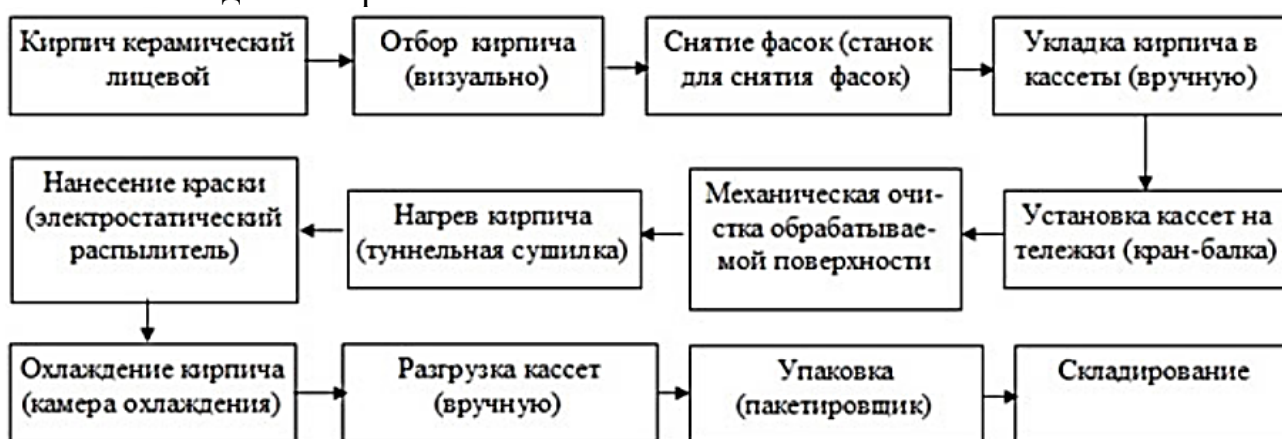 Кирпич керамический
лицевой
Отбор кирпича
(визуально)
Снятие фасок (станок
для снятия фасок)
Укладка кирпича в
кассеты (вручную)
Нанесение краски
(электростатический
распылитель)
Нагрев кирпича
(туннельная сушилка)
Механическая очи-
стка обрабатывае-
мой поверхности
Установка кассет на
тележки (кран-балка)
Охлаждение кирпича
(камера охлаждения)
Разгрузка кассет
(вручную)
Упаковка
(пакетировщик)
Складирование